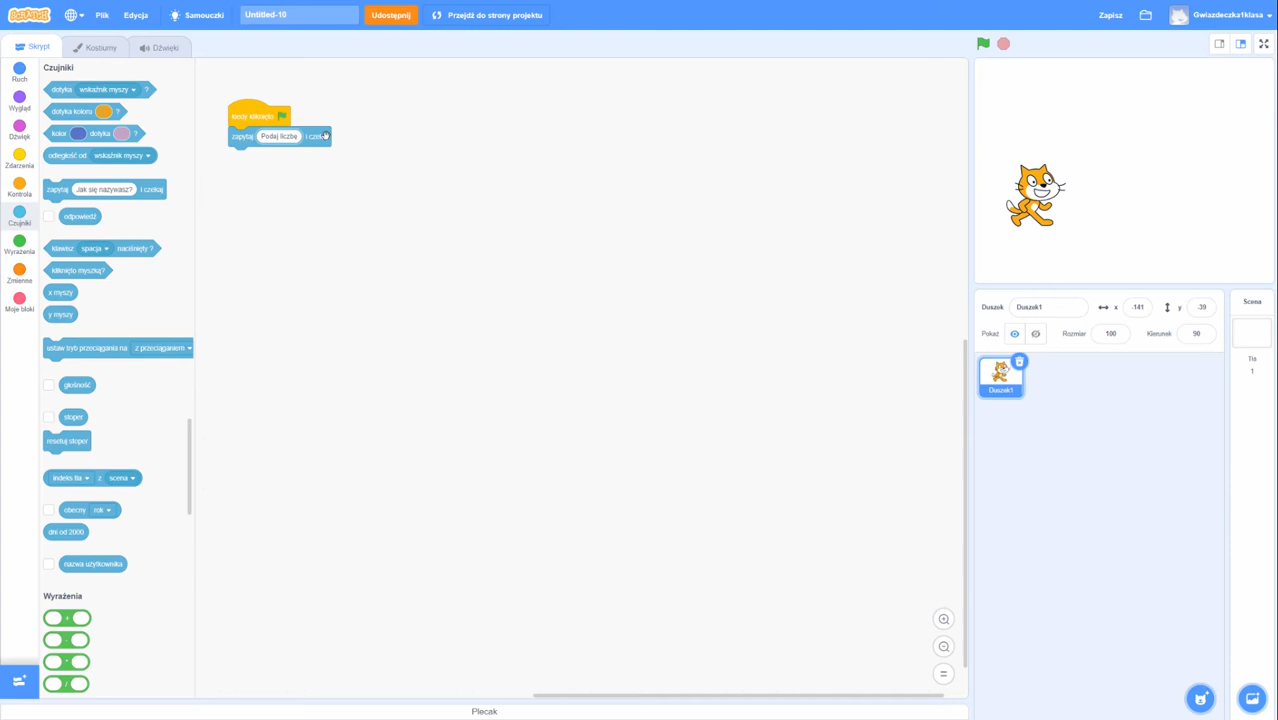 SCRATCH Plik Edycja Samouczki Untitled-10 Udostępnij Przejdź do strony projektu Zapisz Gwiazdeczka1klasa
Skrypt Kostiumy Dźwięki
Ruch
Wygląd
Dźwięk
Zdarzenia
Kontrola
Czujniki
Wyrażenia
Zmienne
Moje bloki
Czujniki
dotyka wskaźnik myszy ?
dotyka koloru ?
kolor dotyka ?
odległość od wskaźnik myszy
zapytaj Jak się nazywasz? i czekaj
odpowiedź
klawisz spacja naciśnięty ?
kliknięto myszką?
x myszy
y myszy
ustaw tryb przeciągania na z przeciąganiem
głośność
stoper
resetuj stoper
indeks tła z scena
obecny rok
dni od 2000
nazwa użytkownika
Wyrażenia
+
-
*
/
kiedy kliknięto
zapytaj Podaj liczbę i czekaj
Duszek Duszek1 x -141 y -39
Pokaż Rozmiar 100 Kierunek 90
Duszek1
Scena
Tła
1
Plecak